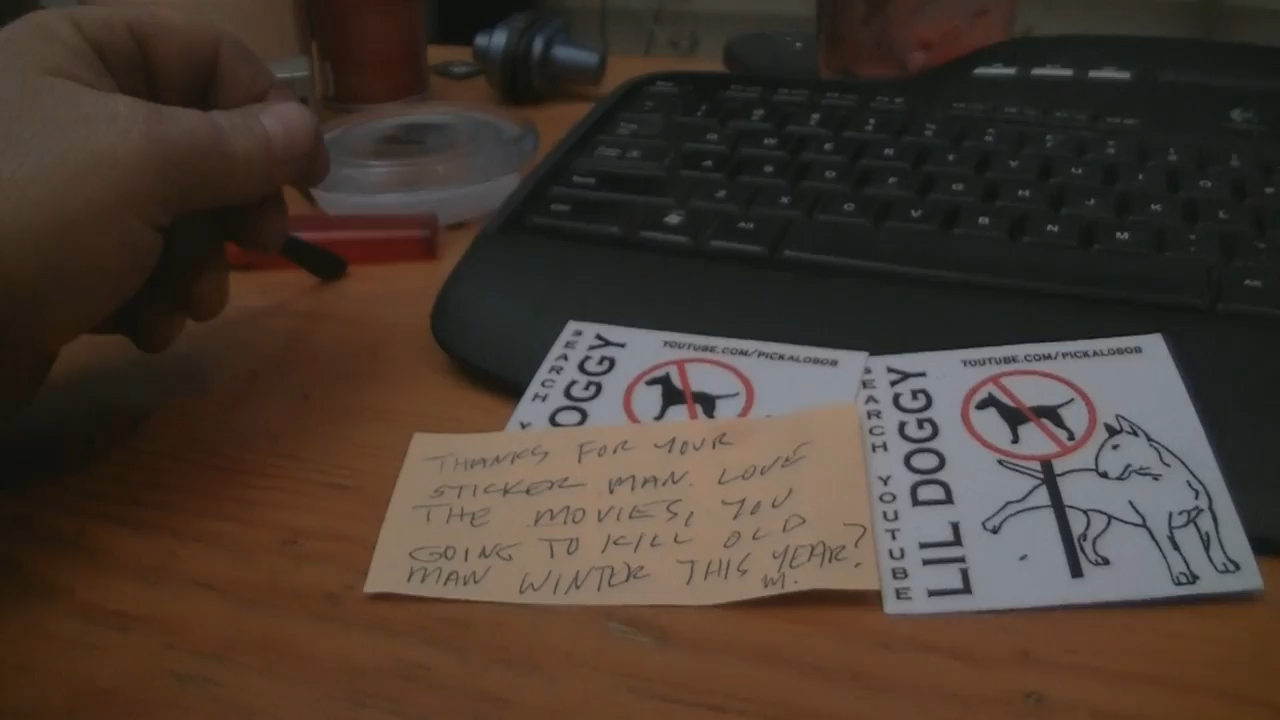 SEARCH Y
OGGY
YOUTUBE.COM/PICKALOBOB
SEARCH YOUTUBE
LIL DOGGY
YOUTUBE.COM/PICKALOBOB
THANKS FOR YOUR
STICKER MAN. LOVE
THE MOVIES, YOU
GOING TO KILL OLD
MAN WINTER THIS YEAR?
M.